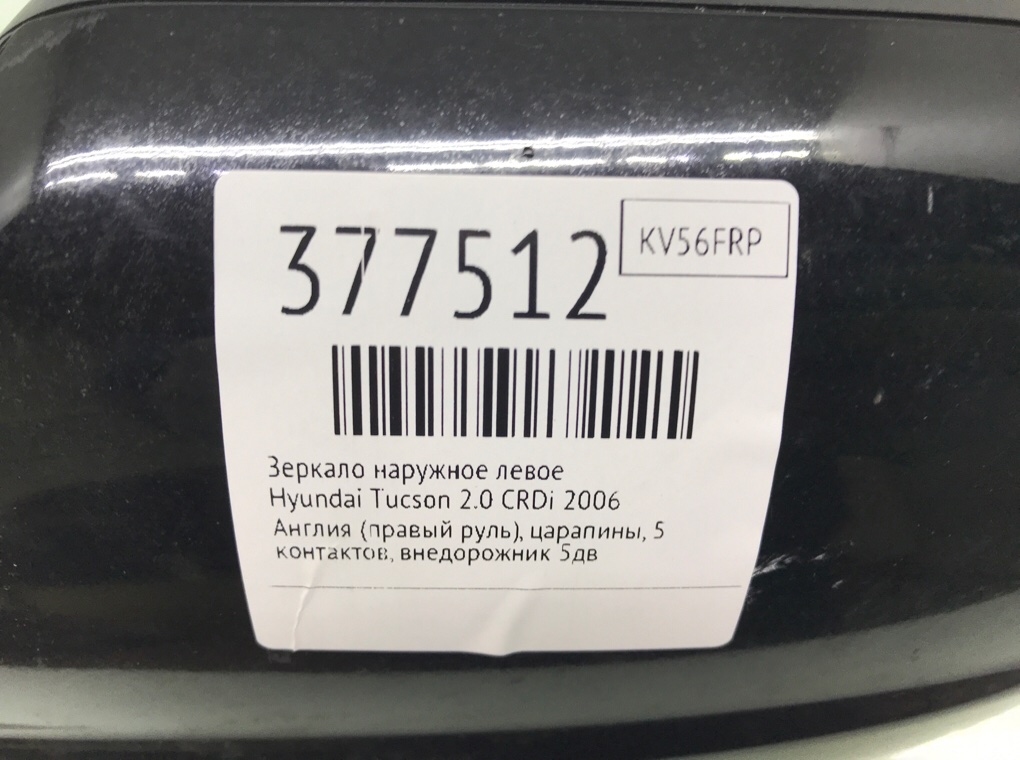 377512
KV56FRP
Зеркало наружное левое
Hyundai Tucson 2.0 CRDi 2006
Англия (правый руль), царапины, 5
контактов, внедорожник 5дв